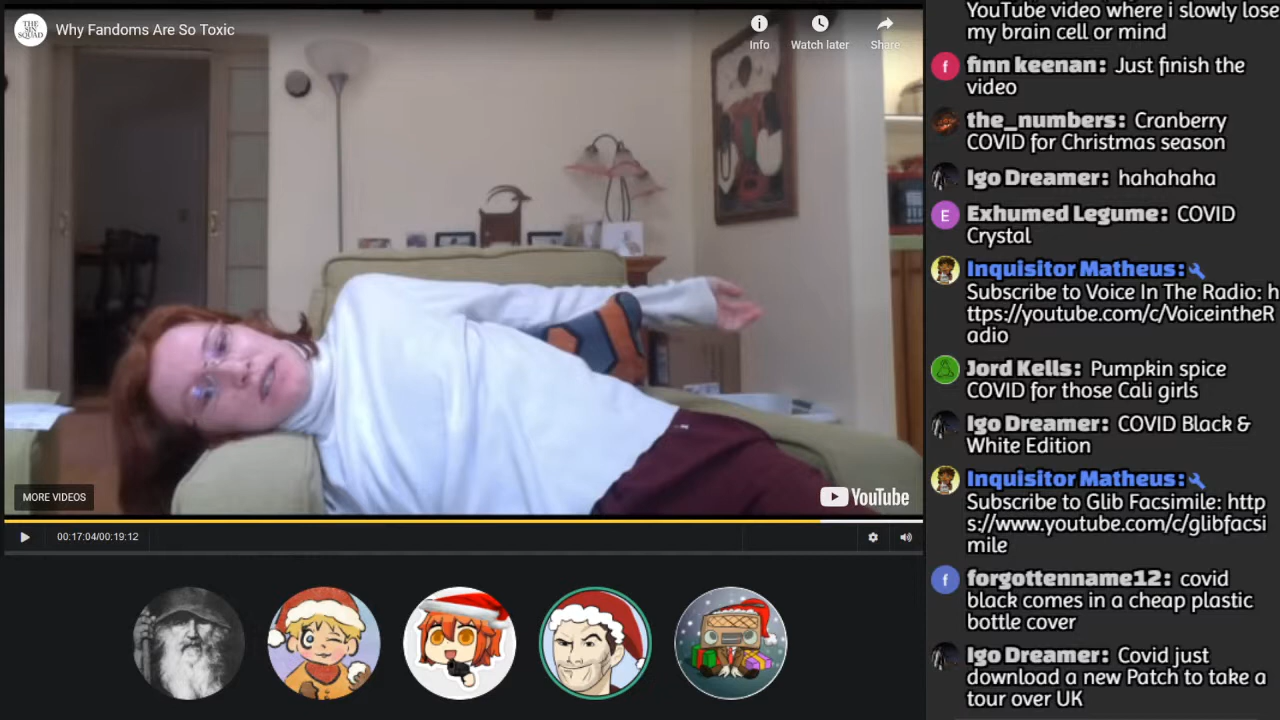 THE
SIN
SQUAD
Why Fandoms Are So Toxic
Info
Watch later
Share
MORE VIDEOS
YouTube
00:17:04/00:19:12
YouTube video where i slowly lose
my brain cell or mind
f
finn keenan: Just finish the
video
the_numbers: Cranberry
COVID for Christmas season
Igo Dreamer: hahahaha
E
Exhumed Legume: COVID
Crystal
Inquisitor Matheus:
Subscribe to Voice In The Radio: h
ttps://youtube.com/c/VoiceintheR
adio
Jord Kells: Pumpkin spice
COVID for those Cali girls
Igo Dreamer: COVID Black &
White Edition
Inquisitor Matheus:
Subscribe to Glib Facsimile: http
s://www.youtube.com/c/glibfacsi
mile
f
forgottenname12: covid
black comes in a cheap plastic
bottle cover
Igo Dreamer: Covid just
download a new Patch to take a
tour over UK